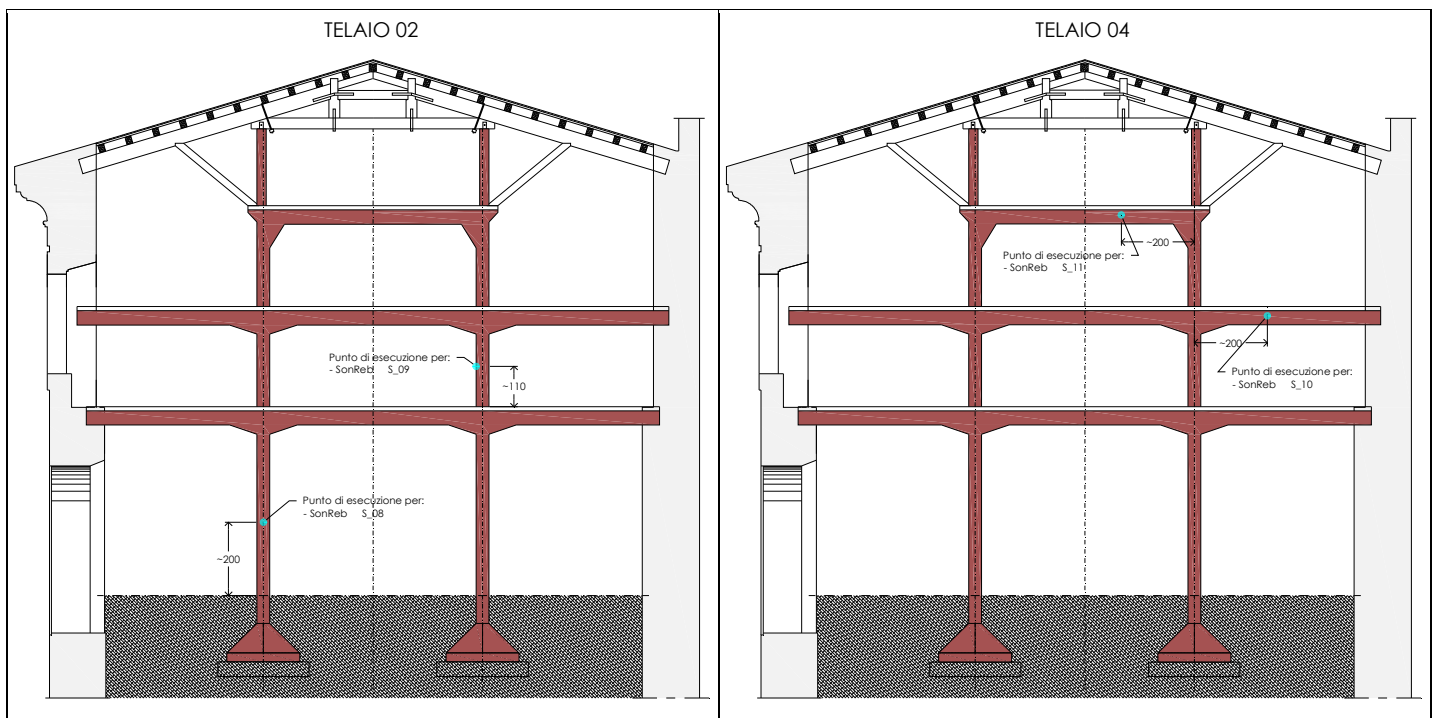 TELAIO 02
Punto di esecuzione per:
- SonReb S_09
~110
Punto di esecuzione per:
- SonReb S_08
~200
TELAIO 04
~200
Punto di esecuzione per:
- SonReb S_11
~200
Punto di esecuzione per:
- SonReb S_10